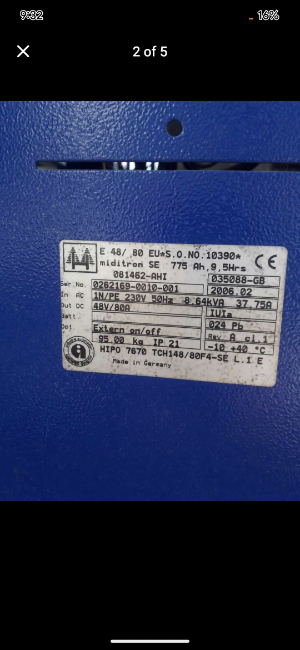 9:32
16%
2 of 5
E 48/ 80 EU*S.O.NO.10390*
miditron SE 775 Ah,9,5Hrs
CE
081462-AHI 035088-GB
Ser.No. 0262169-0010-001 2006.02
In AC 1N/PE 230V 50Hz 8.64kVA 37.75A
Out DC 48V/80A IUIa
Batt. 024 Pb
Opt. Extern on/off Rev. A cl.1
95.00 kg IP 21 -10 +40 °C
HIPO 7670 TCH148/80F4-SE L.I E
Made in Germany